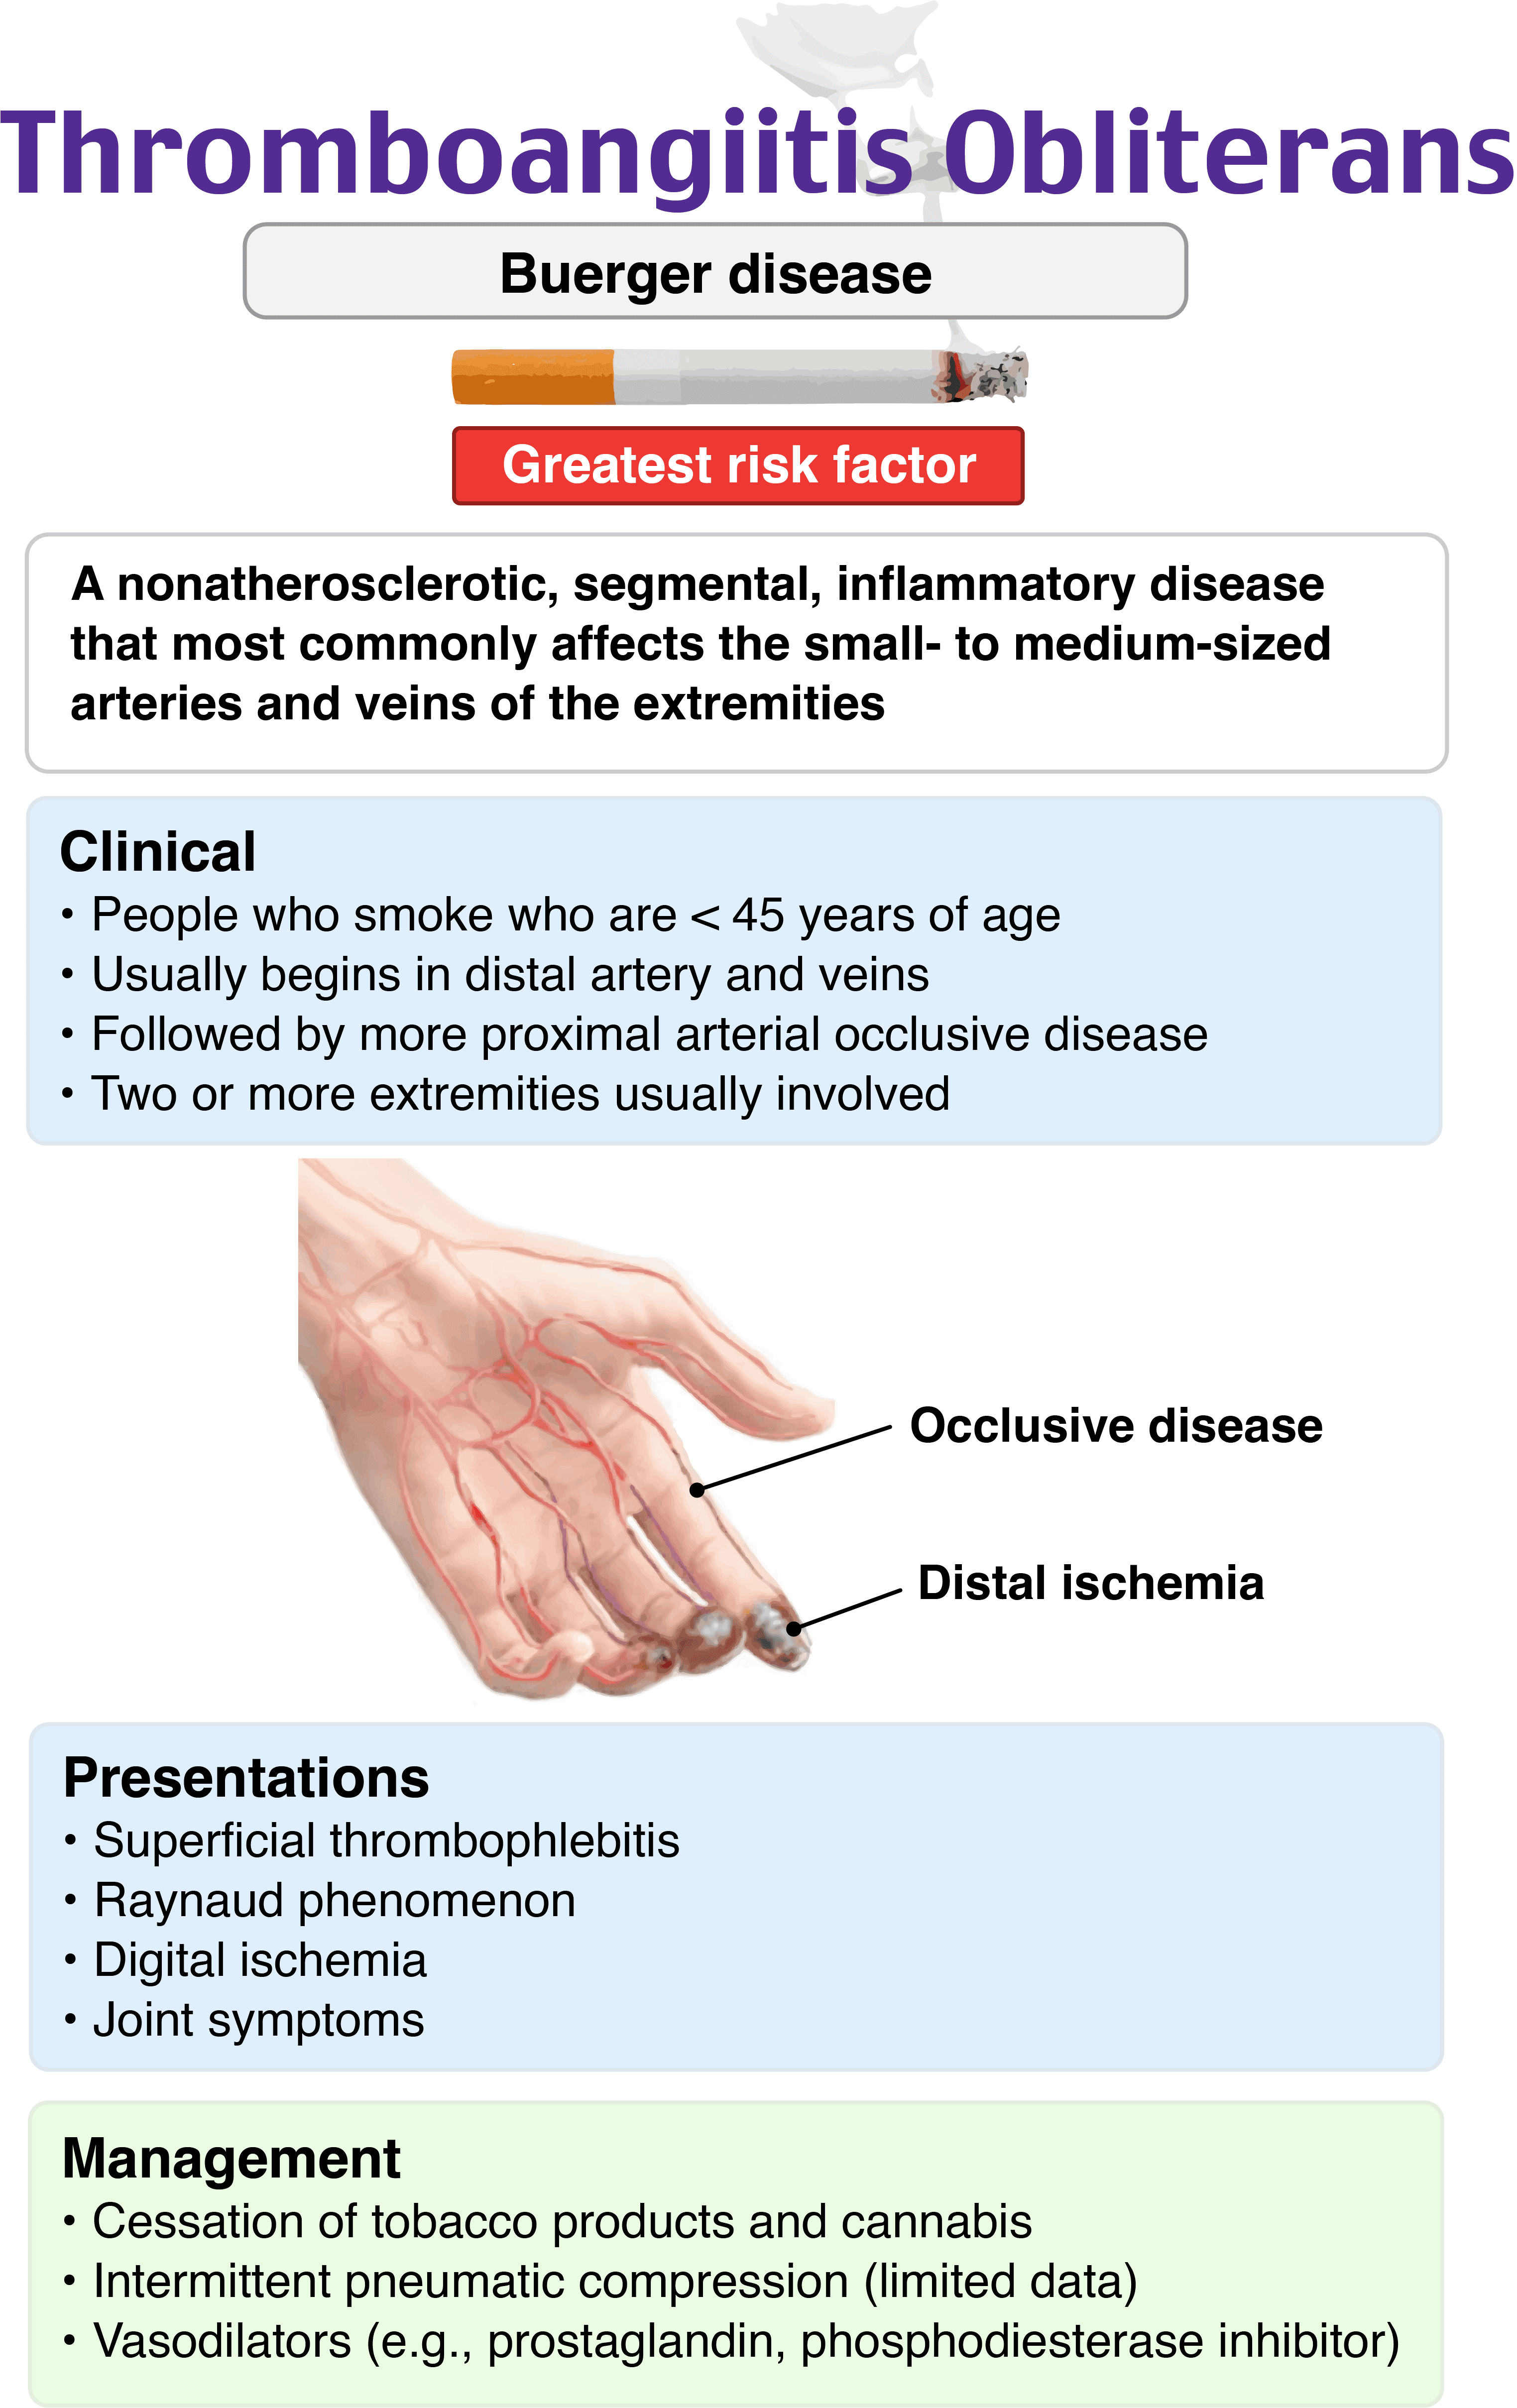 Thromboangiitis Obliterans
Buerger disease
Greatest risk factor
A nonatherosclerotic, segmental, inflammatory disease
that most commonly affects the small- to medium-sized
arteries and veins of the extremities
Clinical
• People who smoke who are < 45 years of age
• Usually begins in distal artery and veins
• Followed by more proximal arterial occlusive disease
• Two or more extremities usually involved
Occlusive disease
Distal ischemia
Presentations
• Superficial thrombophlebitis
• Raynaud phenomenon
• Digital ischemia
• Joint symptoms
Management
• Cessation of tobacco products and cannabis
• Intermittent pneumatic compression (limited data)
• Vasodilators (e.g., prostaglandin, phosphodiesterase inhibitor)